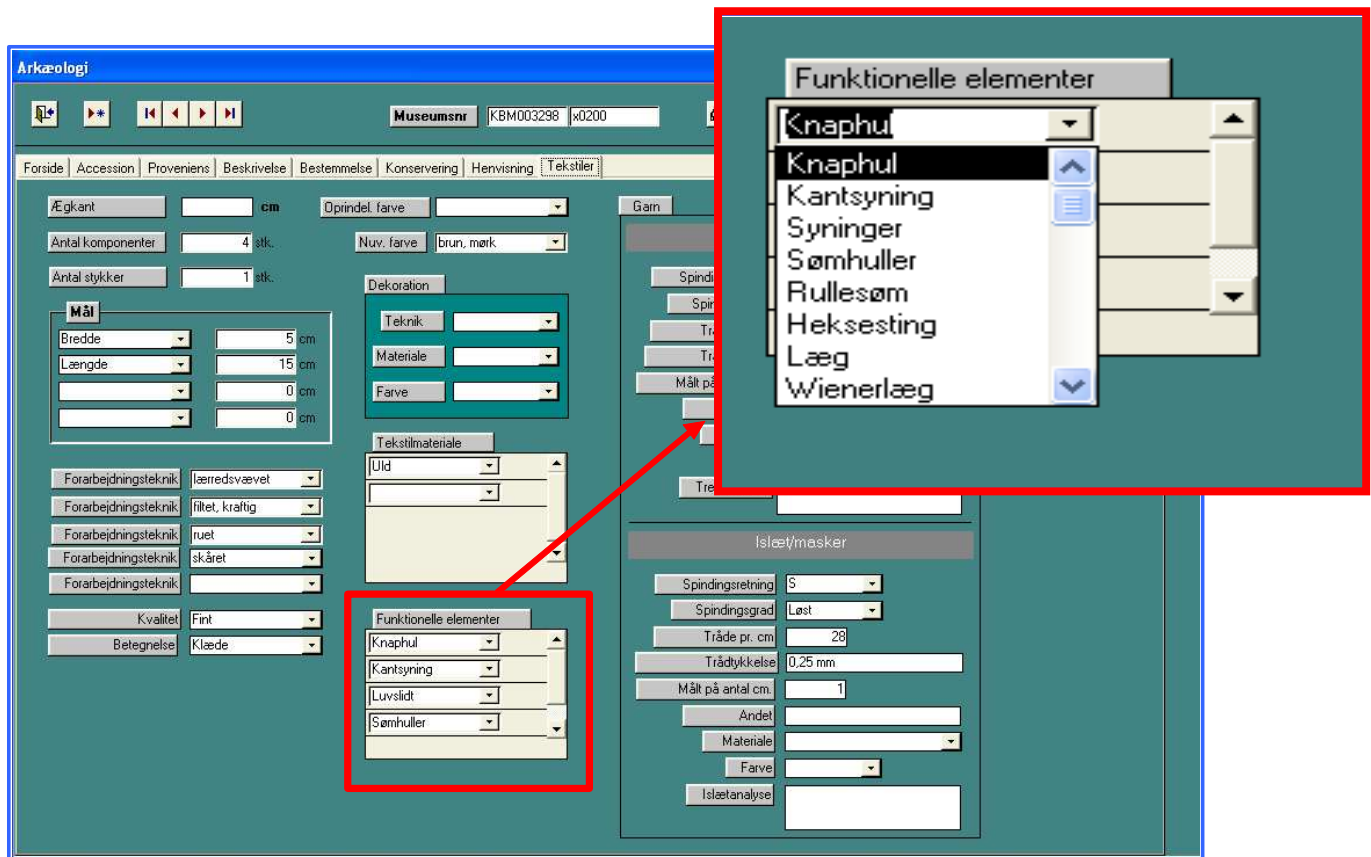 Arkæologi
Museumsnr KBM003298 x0200
Forside Accession Proveniens Beskrivelse Bestemmelse Konservering Henvisning Tekstiler
Ægkant cm Oprindel. farve Garn
Antal komponenter 4 stk. Nuv. farve brun, mørk
Antal stykker 1 stk.
Dekoration
Mål
Teknik
Bredde 5 cm
Materiale
Længde 15 cm
Farve
0 cm
0 cm
Tekstilmateriale
Uld
Forarbejdningsteknik lærredsvævet
Forarbejdningsteknik filtet, kraftig
Forarbejdningsteknik ruet
Forarbejdningsteknik skåret
Forarbejdningsteknik
Kvalitet Fint
Betegnelse Klæde
Funktionelle elementer
Knaphul
Kantsyning
Luvslidt
Sømhuller
Islæt/masker
Spindingsretning S
Spindingsgrad Løst
Tråde pr. cm 28
Trådtykkelse 0,25 mm
Målt på antal cm. 1
Andet
Materiale
Farve
Islætanalyse
Funktionelle elementer
Knaphul
Knaphul
Kantsyning
Syninger
Sømhuller
Rullesøm
Heksesting
Læg
Wienerlæg